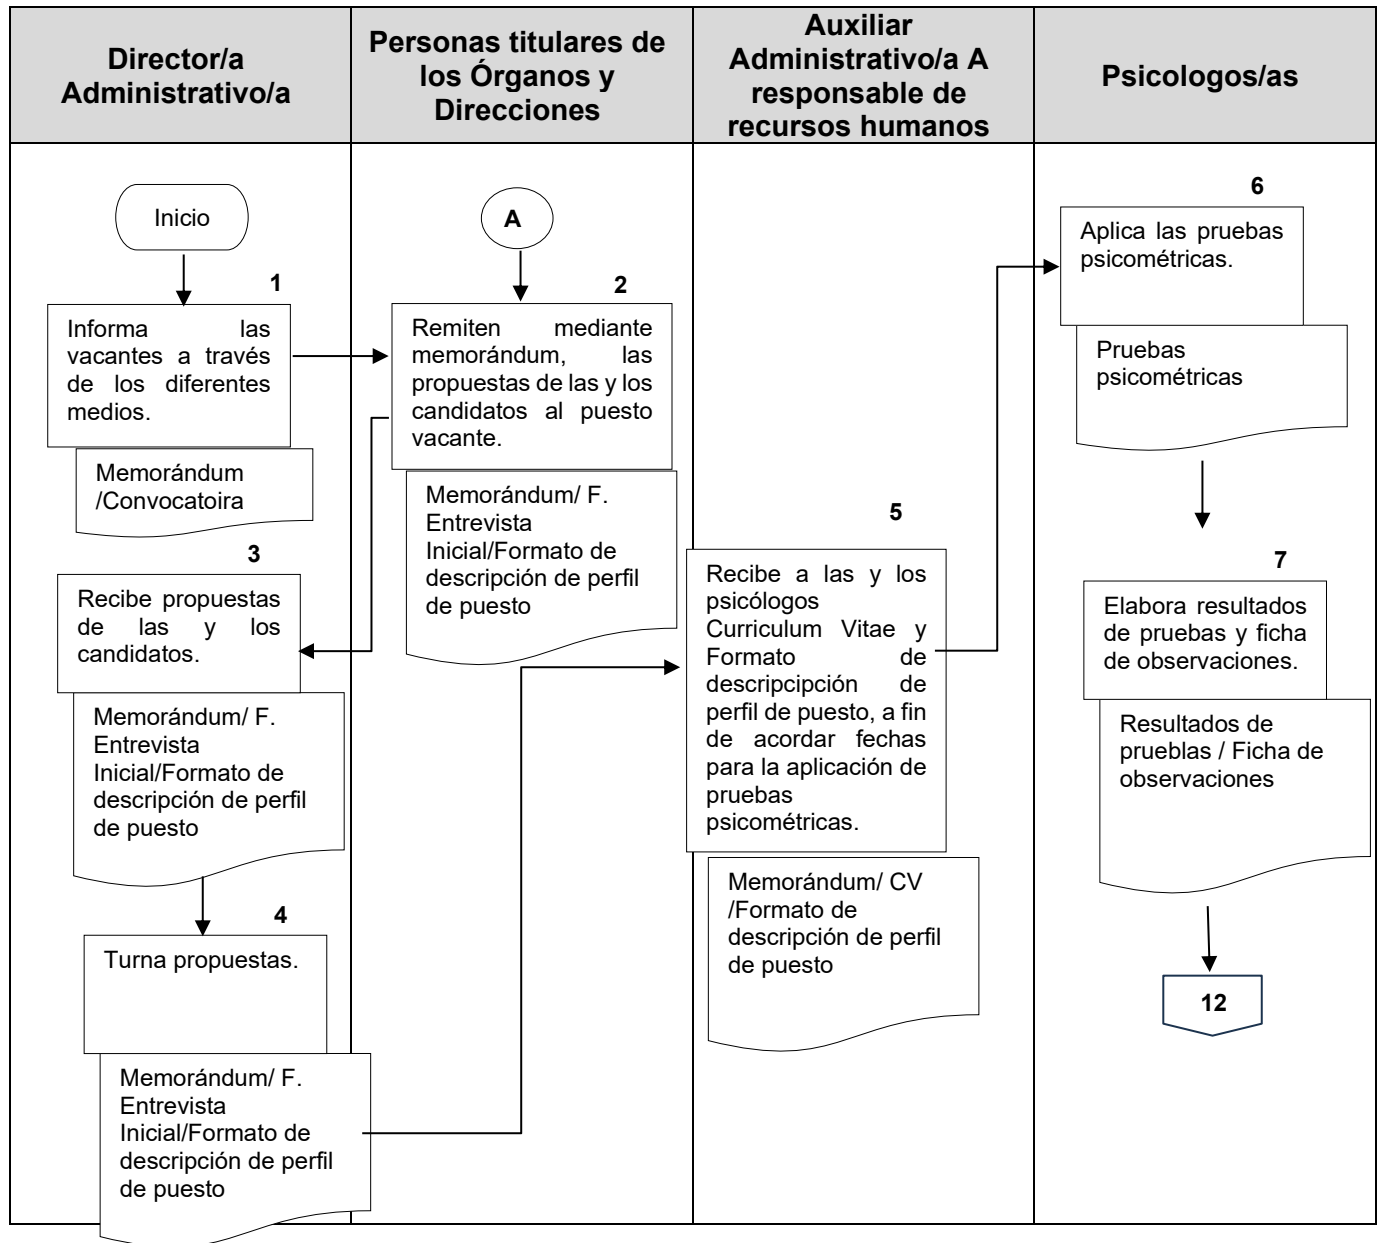 Director/a
Administrativo/a
Personas titulares de
los Órganos y
Direcciones
Auxiliar
Administrativo/a A
responsable de
recursos humanos
Psicologos/as
Inicio
1
Informa las
vacantes a través
de los diferentes
medios.
Memorándum
/Convocatoira
A
2
Remiten mediante
memorándum, las
propuestas de las y los
candidatos al puesto
vacante.
Memorándum/ F.
Entrevista
Inicial/Formato de
descripción de perfil
de puesto
3
Recibe propuestas
de las y los
candidatos.
Memorándum/ F.
Entrevista
Inicial/Formato de
descripción de perfil
de puesto
4
Turna propuestas.
Memorándum/ F.
Entrevista
Inicial/Formato de
descripción de perfil
de puesto
5
Recibe a las y los
psicólogos
Curriculum Vitae y
Formato de
descripcipción de
perfil de puesto, a fin
de acordar fechas
para la aplicación de
pruebas
psicométricas.
Memorándum/ CV
/Formato de
descripción de perfil
de puesto
6
Aplica las pruebas
psicométricas.
Pruebas
psicométricas
7
Elabora resultados
de pruebas y ficha
de observaciones.
Resultados de
prueblas / Ficha de
observaciones
12